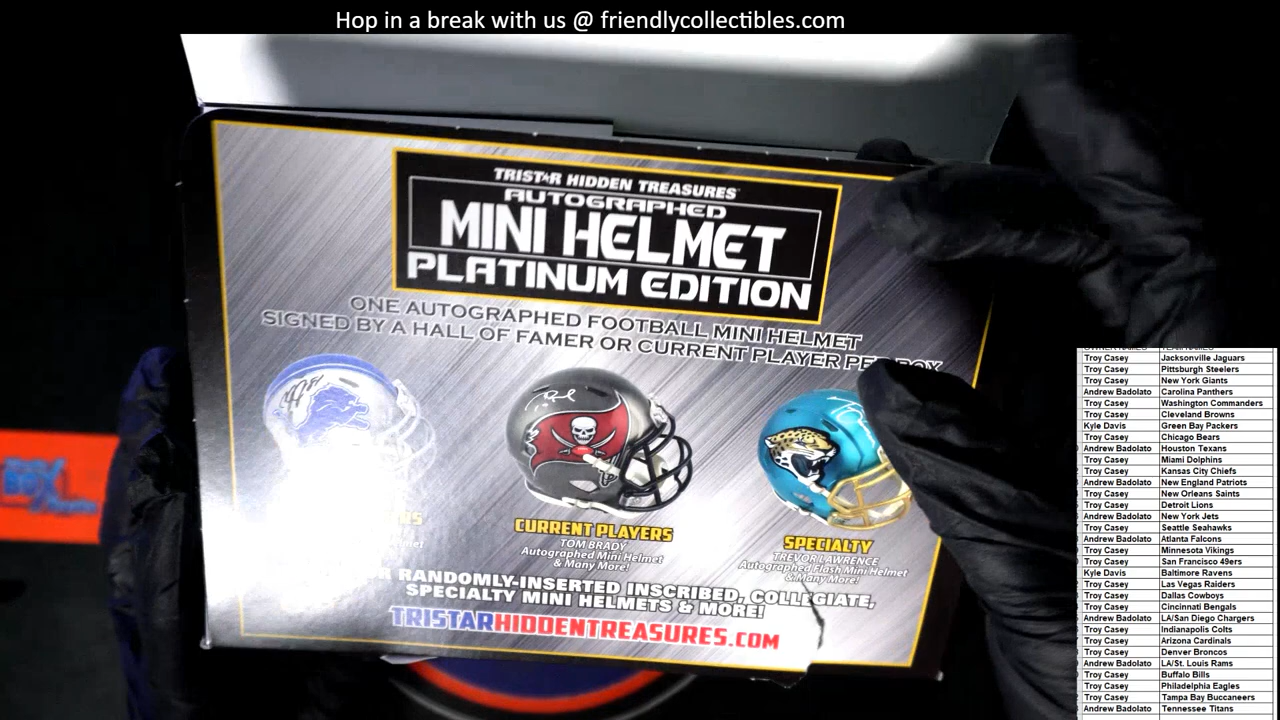 Hop in a break with us @ friendlycollectibles.com
TRISTAR HIDDEN TREASURES
AUTOGRAPHED
MINI HELMET
PLATINUM EDITION
ONE AUTOGRAPHED FOOTBALL MINI HELMET
SIGNED BY A HALL OF FAMER OR CURRENT PLAYER PER BOX
CURRENT PLAYERS
TOM BRADY
Autographed Mini Helmet
& Many More!
SPECIALTY
TREVOR LAWRENCE
Autographed Flash Mini Helmet
& Many More!
RANDOMLY-INSERTED INSCRIBED, COLLEGIATE,
SPECIALTY MINI HELMETS & MORE!
TRISTARHIDDENTREASURES.COM
Troy Casey Jacksonville Jaguars
Troy Casey Pittsburgh Steelers
Troy Casey New York Giants
Andrew Badolato Carolina Panthers
Troy Casey Washington Commanders
Troy Casey Cleveland Browns
Kyle Davis Green Bay Packers
Troy Casey Chicago Bears
Andrew Badolato Houston Texans
Troy Casey Miami Dolphins
Troy Casey Kansas City Chiefs
Andrew Badolato New England Patriots
Troy Casey New Orleans Saints
Troy Casey Detroit Lions
Andrew Badolato New York Jets
Troy Casey Seattle Seahawks
Andrew Badolato Atlanta Falcons
Troy Casey Minnesota Vikings
Troy Casey San Francisco 49ers
Kyle Davis Baltimore Ravens
Troy Casey Las Vegas Raiders
Troy Casey Dallas Cowboys
Troy Casey Cincinnati Bengals
Andrew Badolato LA/San Diego Chargers
Troy Casey Indianapolis Colts
Troy Casey Arizona Cardinals
Troy Casey Denver Broncos
Andrew Badolato LA/St. Louis Rams
Troy Casey Buffalo Bills
Troy Casey Philadelphia Eagles
Troy Casey Tampa Bay Buccaneers
Andrew Badolato Tennessee Titans